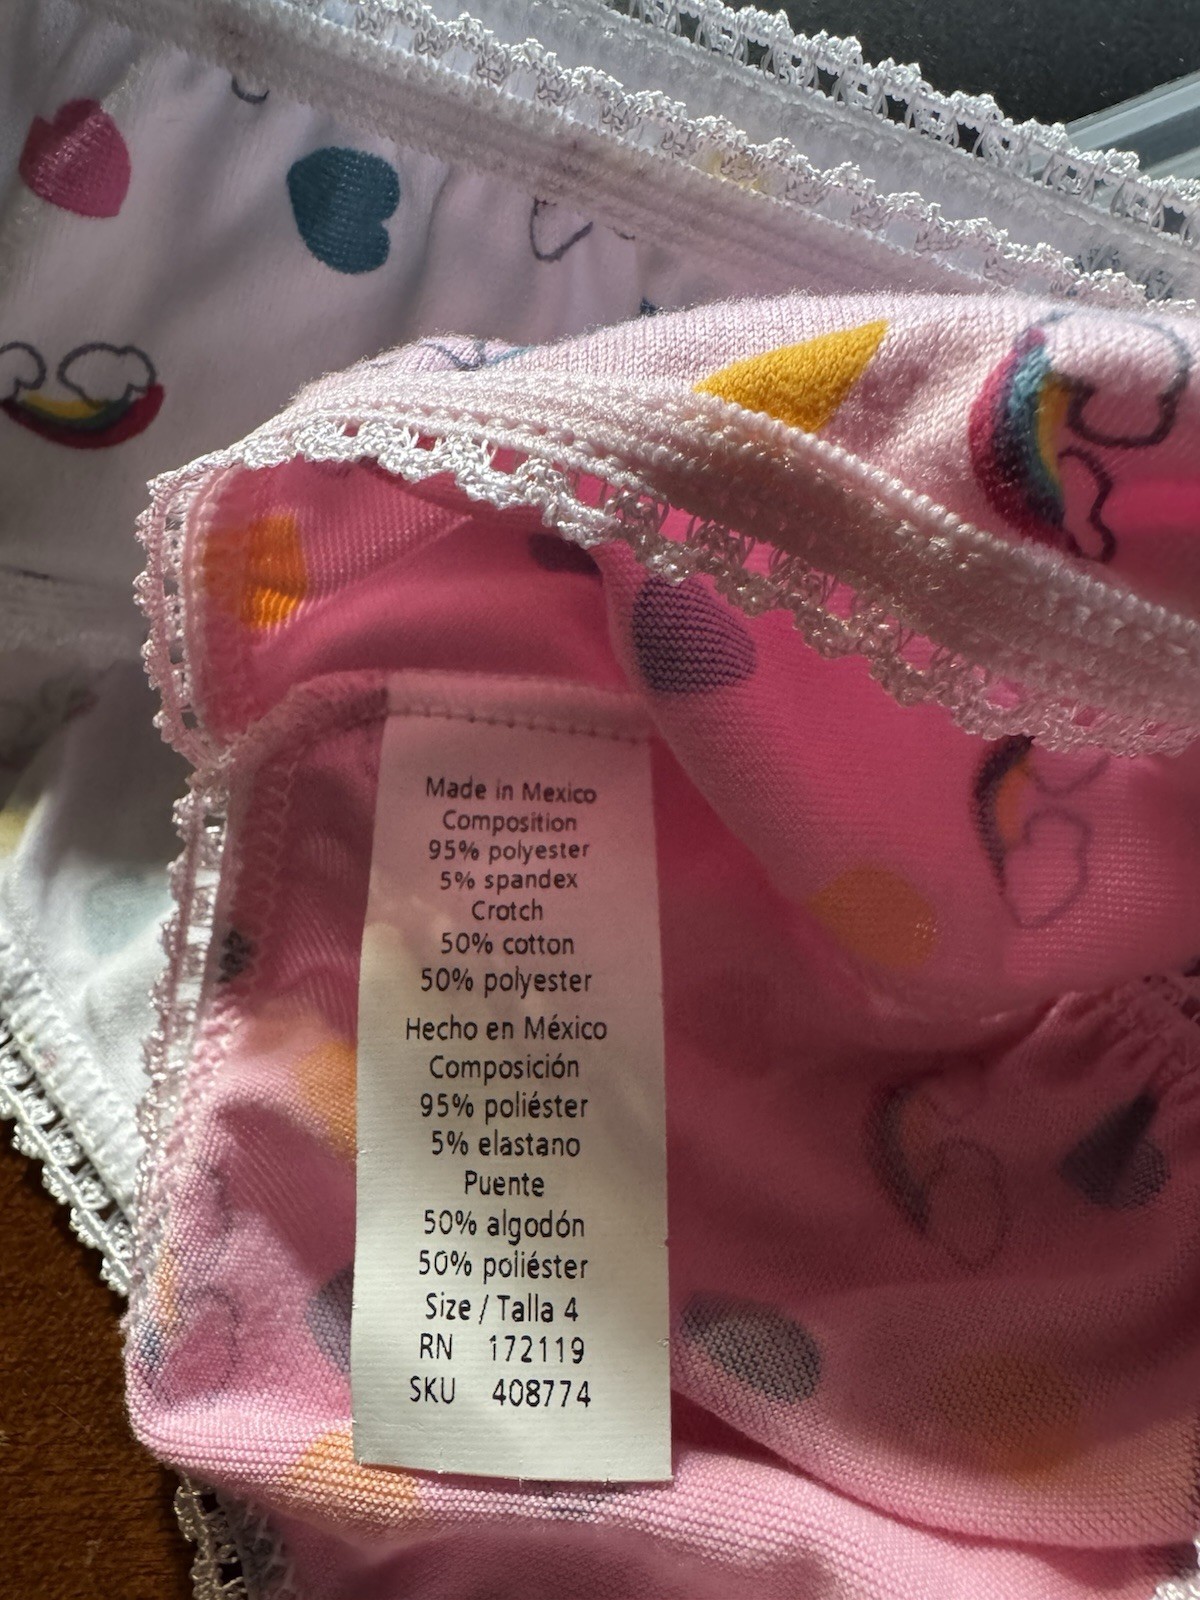 Made in Mexico
Composition
95% polyester
5% spandex
Crotch
50% cotton
50% polyester
Hecho en México
Composición
95% poliéster
5% elastano
Puente
50% algodón
50% poliéster
Size / Talla 4
RN 172119
SKU 408774